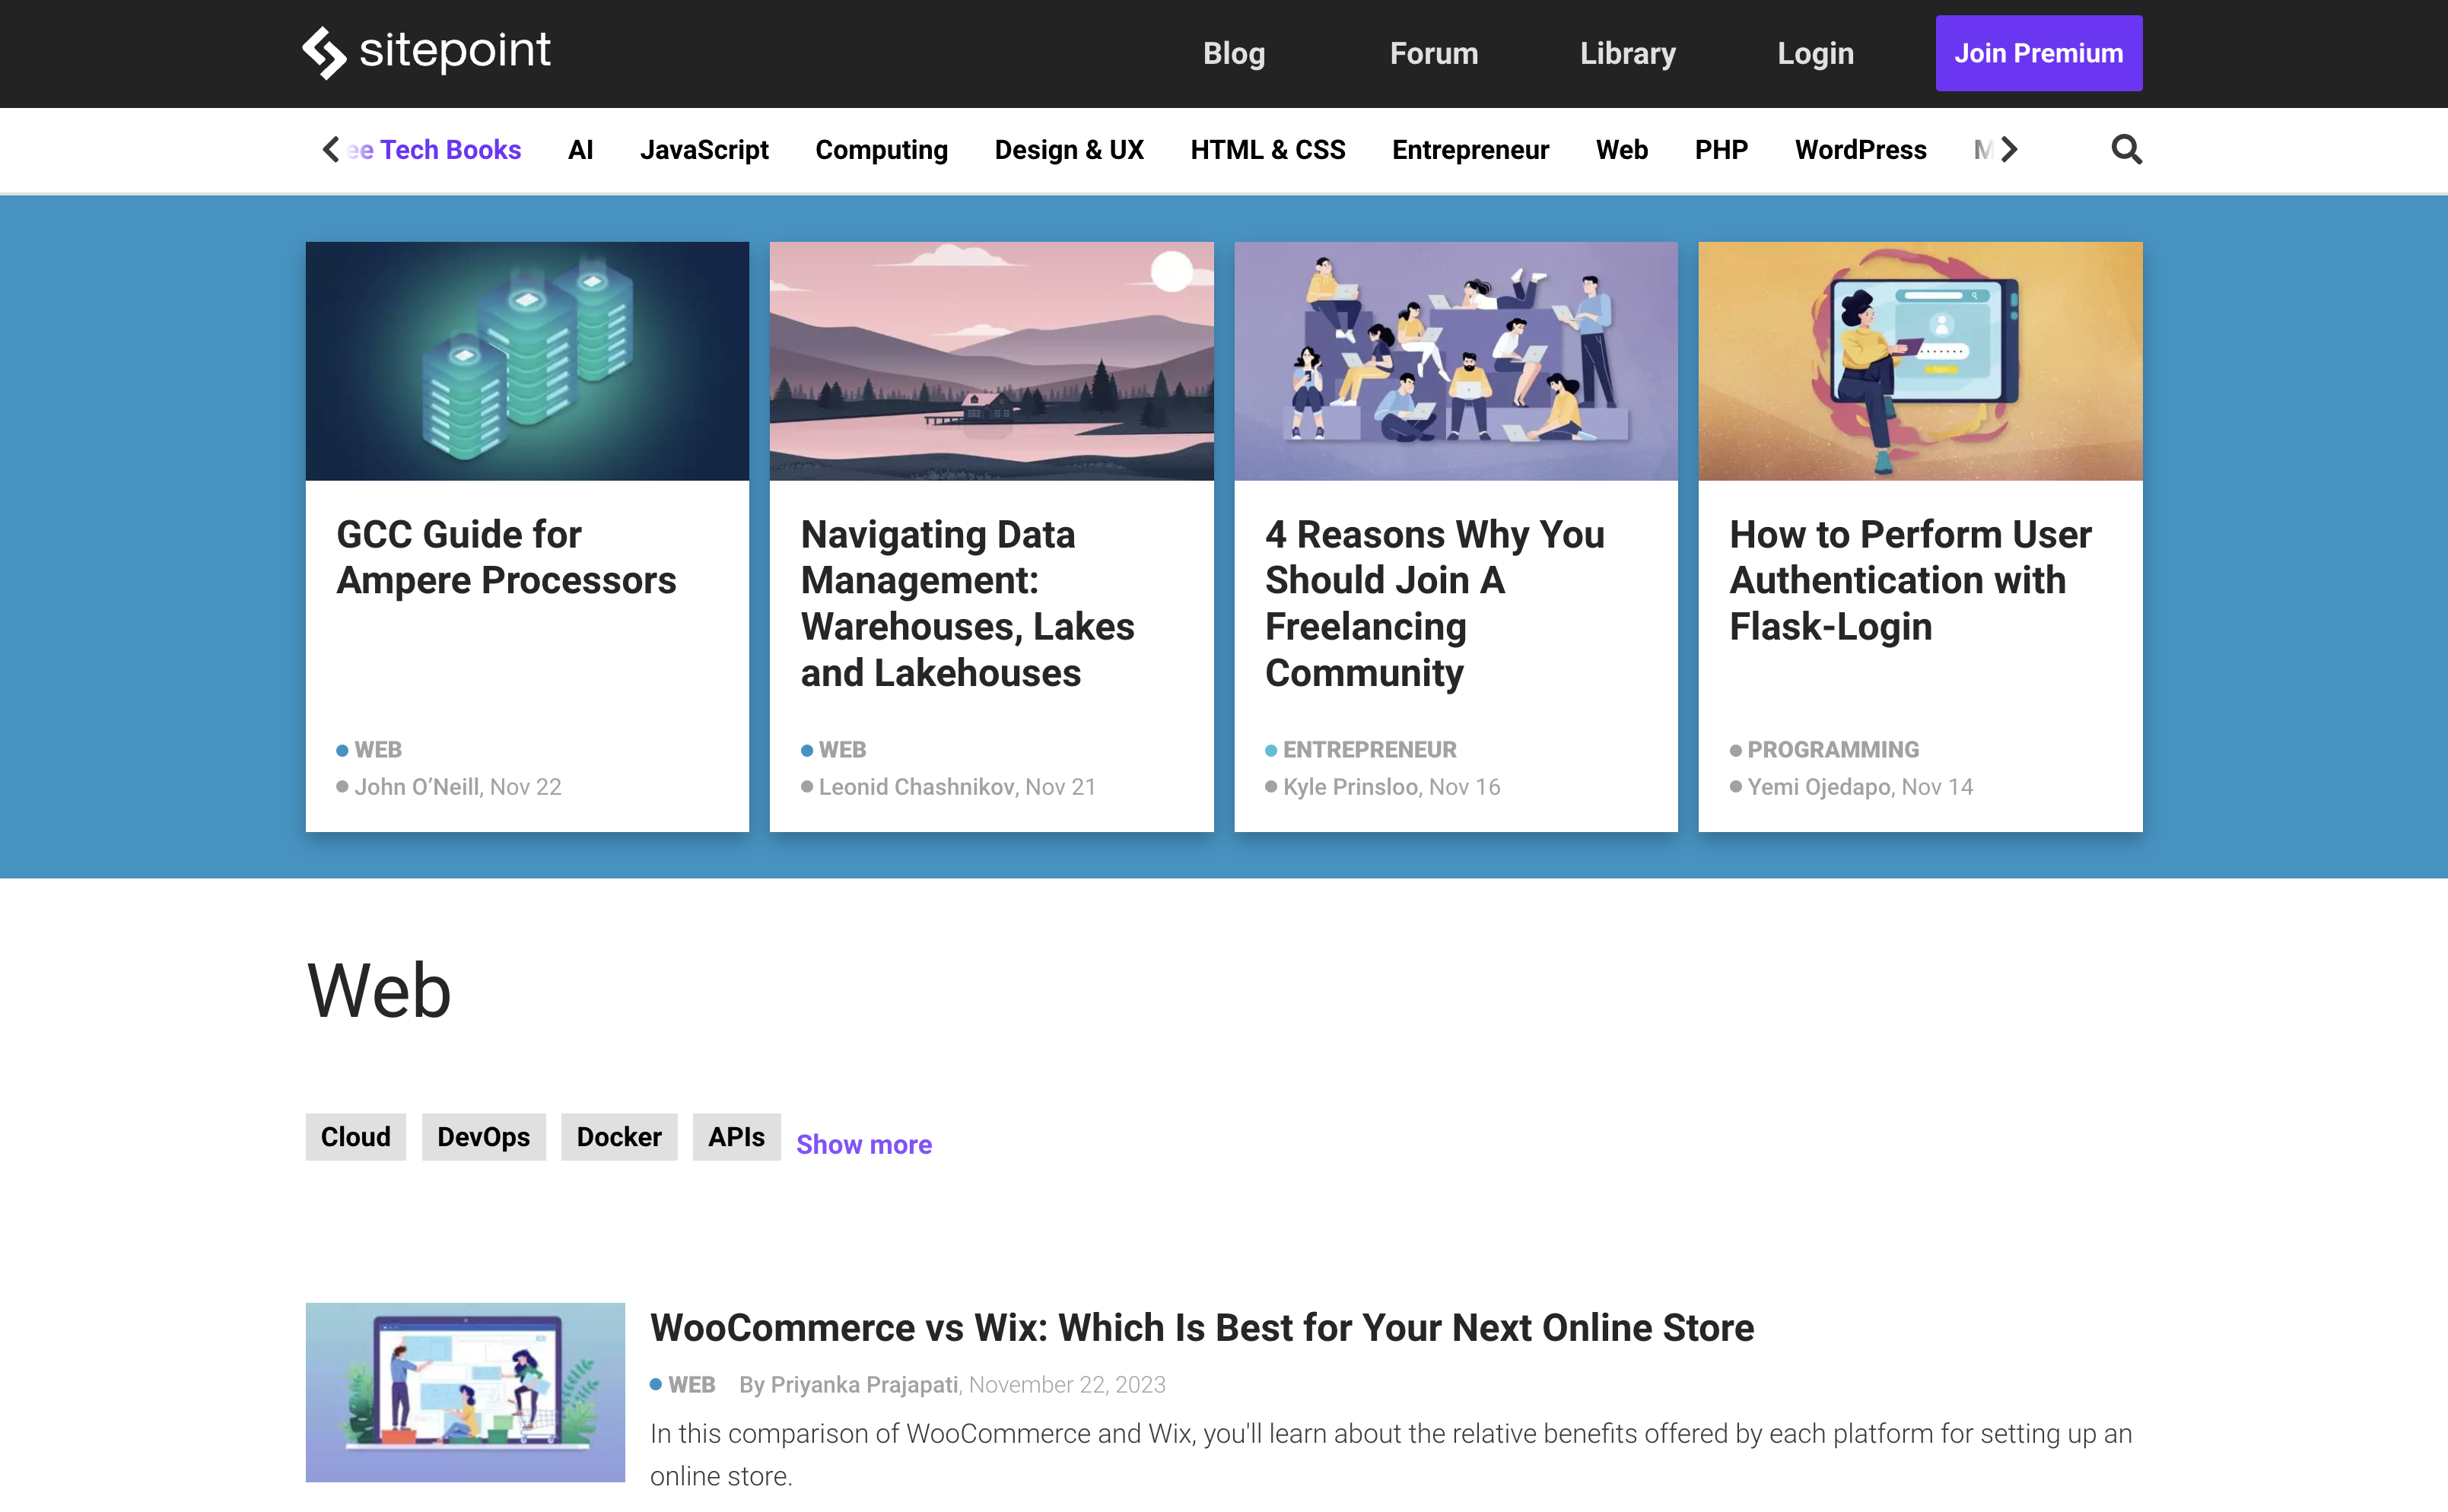 sitepoint
Blog
Forum
Library
Login
Join Premium
ee Tech Books
AI
JavaScript
Computing
Design & UX
HTML & CSS
Entrepreneur
Web
PHP
WordPress
GCC Guide for
Ampere Processors
WEB
John O’Neill, Nov 22
Navigating Data
Management:
Warehouses, Lakes
and Lakehouses
WEB
Leonid Chashnikov, Nov 21
4 Reasons Why You
Should Join A
Freelancing
Community
ENTREPRENEUR
Kyle Prinsloo, Nov 16
How to Perform User
Authentication with
Flask-Login
PROGRAMMING
Yemi Ojedapo, Nov 14
Web
Cloud
DevOps
Docker
APIs
Show more
WooCommerce vs Wix: Which Is Best for Your Next Online Store
WEB By Priyanka Prajapati, November 22, 2023
In this comparison of WooCommerce and Wix, you'll learn about the relative benefits offered by each platform for setting up an
online store.